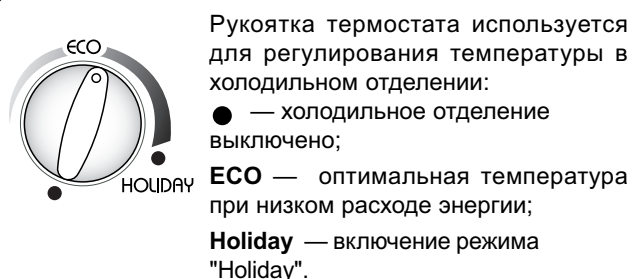 ECO
HOLIDAY
Рукоятка термостата используется
для регулирования температуры в
холодильном отделении:
● — холодильное отделение
выключено;
ECO — оптимальная температура
при низком расходе энергии;
Holiday — включение режима
"Holiday".